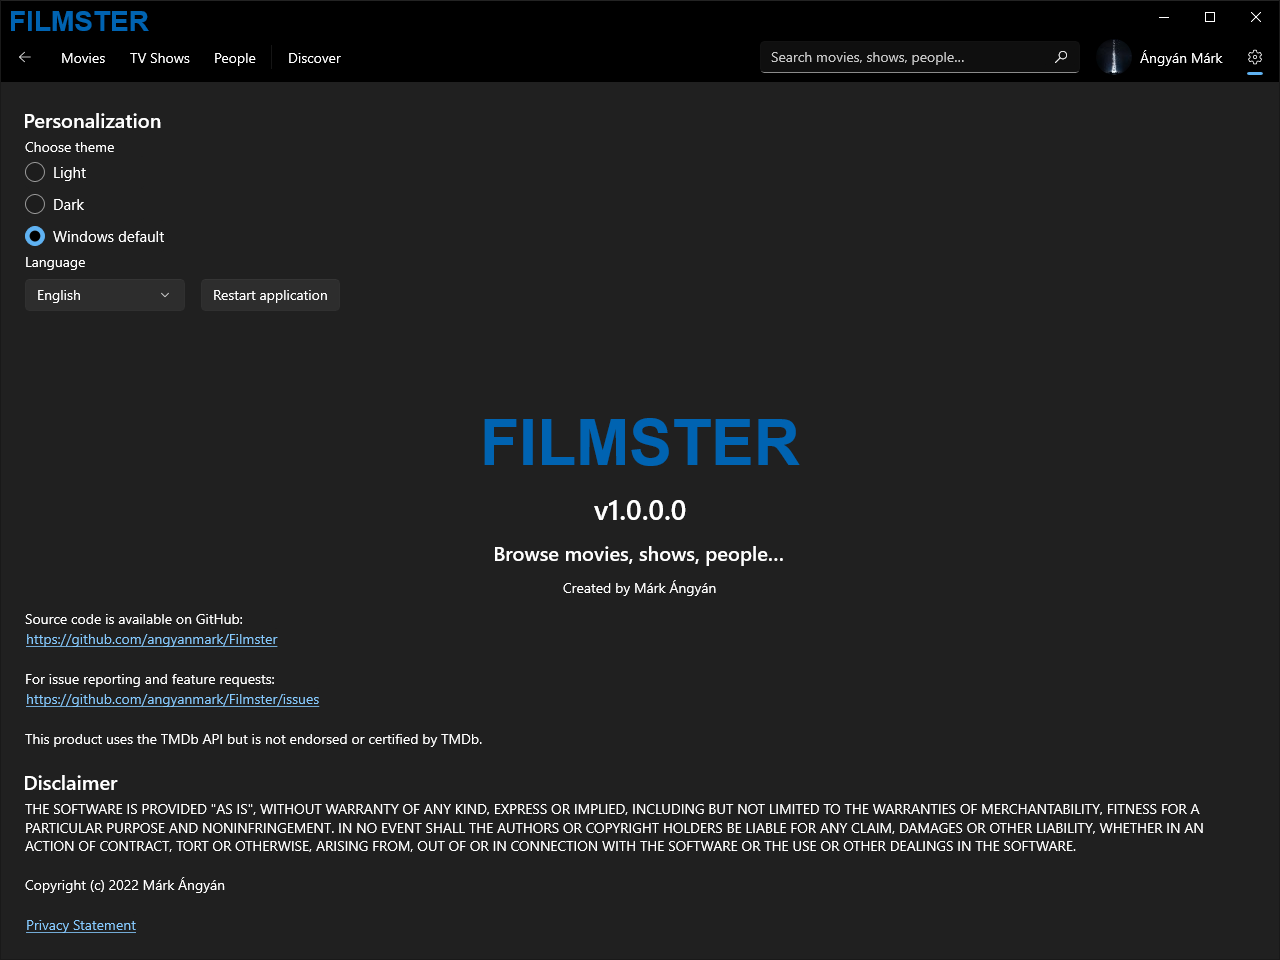 FILMSTER
Movies
TV Shows
People
Discover
Search movies, shows, people...
Ángyán Márk
Personalization
Choose theme
Light
Dark
Windows default
Language
English
Restart application
FILMSTER
v1.0.0.0
Browse movies, shows, people...
Created by Márk Ángyán
Source code is available on GitHub:
https://github.com/angyanmark/Filmster
For issue reporting and feature requests:
https://github.com/angyanmark/Filmster/issues
This product uses the TMDb API but is not endorsed or certified by TMDb.
Disclaimer
THE SOFTWARE IS PROVIDED "AS IS", WITHOUT WARRANTY OF ANY KIND, EXPRESS OR IMPLIED, INCLUDING BUT NOT LIMITED TO THE WARRANTIES OF MERCHANTABILITY, FITNESS FOR A
PARTICULAR PURPOSE AND NONINFRINGEMENT. IN NO EVENT SHALL THE AUTHORS OR COPYRIGHT HOLDERS BE LIABLE FOR ANY CLAIM, DAMAGES OR OTHER LIABILITY, WHETHER IN AN
ACTION OF CONTRACT, TORT OR OTHERWISE, ARISING FROM, OUT OF OR IN CONNECTION WITH THE SOFTWARE OR THE USE OR OTHER DEALINGS IN THE SOFTWARE.
Copyright (c) 2022 Márk Ángyán
Privacy Statement